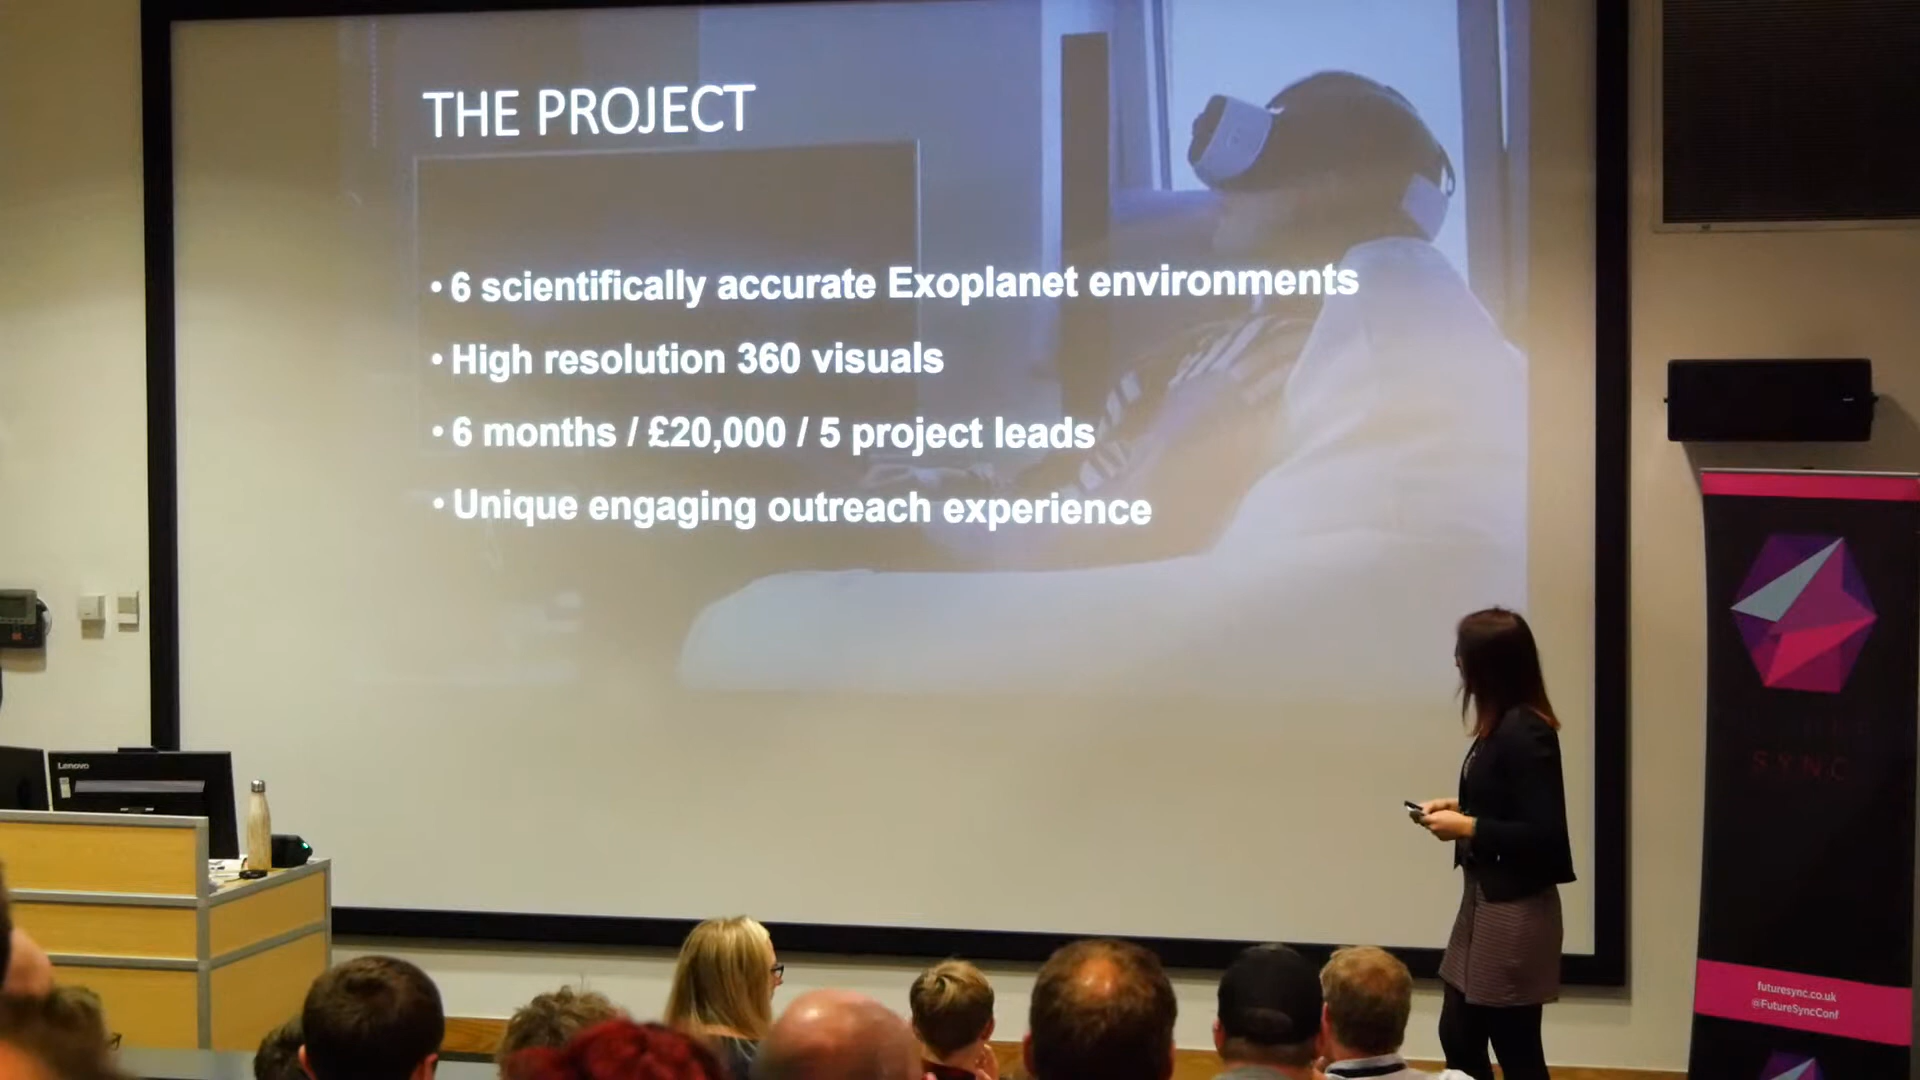 THE PROJECT
• 6 scientifically accurate Exoplanet environments
• High resolution 360 visuals
• 6 months / £20,000 / 5 project leads
• Unique engaging outreach experience
Lenovo
SYNC
futuresync.co.uk
@FutureSyncConf